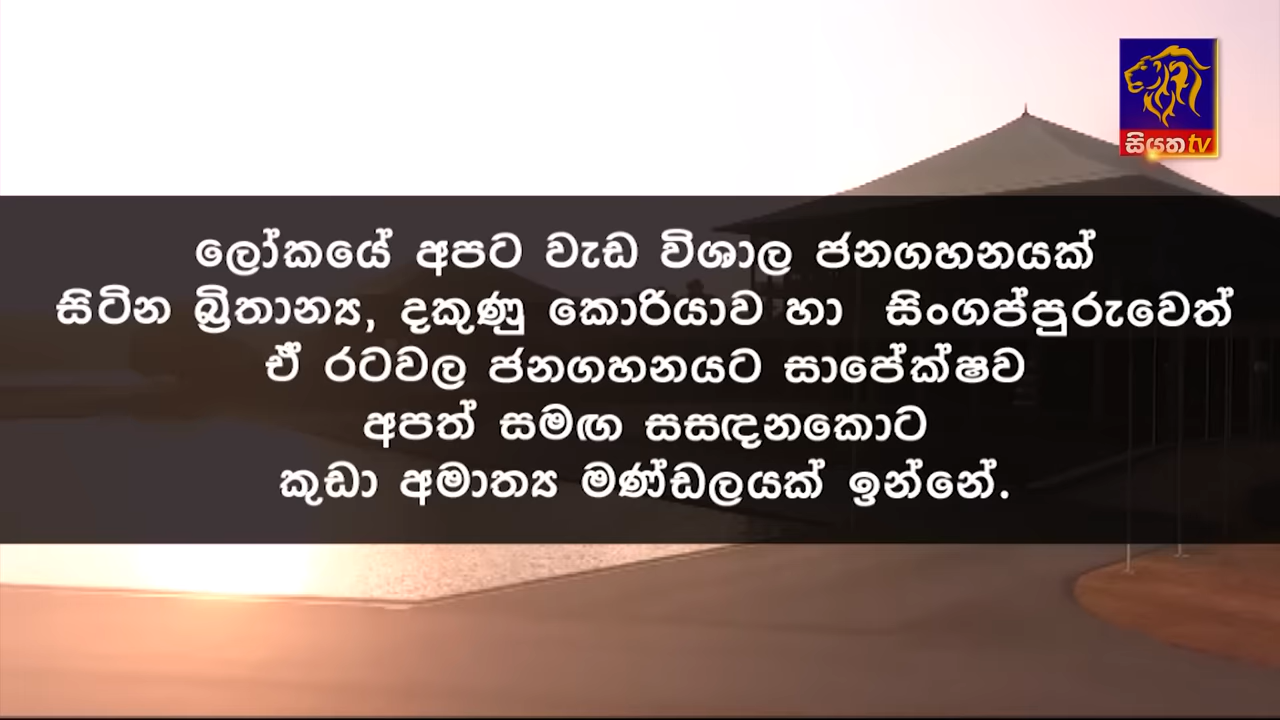 සියත tv
ලෝකයේ අපට වැඩ විශාල ජනගහනයක්
සිටින බ්‍රිතාන්‍ය, දකුණු කොරියාව හා සිංගප්පුරුවෙත්
ඒ රටවල ජනගහනයට සාපේක්ෂව
අපත් සමඟ සසඳනකොට
කුඩා අමාත්‍ය මණ්ඩලයක් ඉන්නේ.